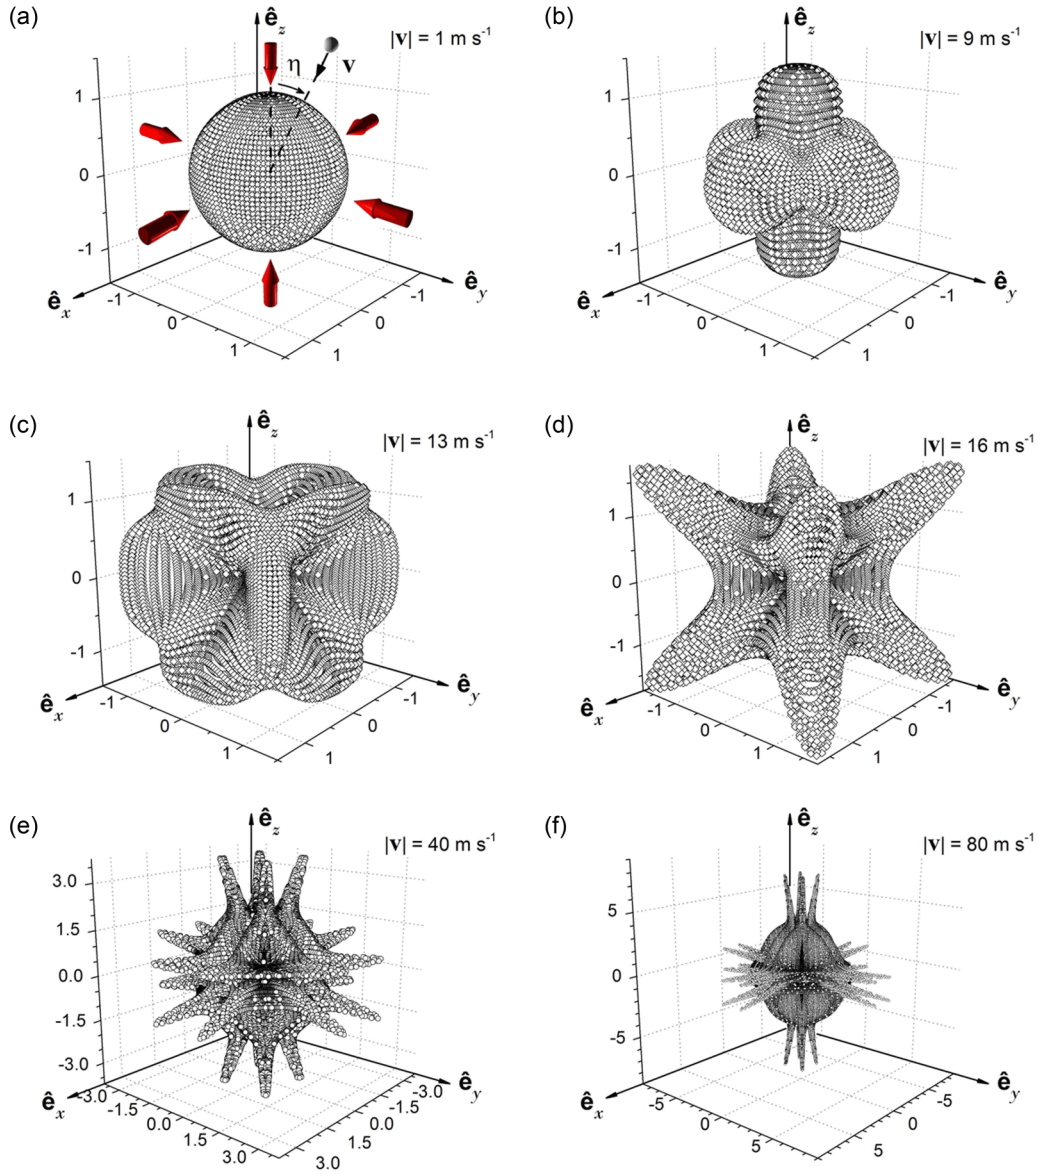 (a)
ê_z
|v| = 1 m s⁻¹
η
v
1
0
-1
ê_x
-1
0
1
ê_y
-1
0
1
(b)
ê_z
|v| = 9 m s⁻¹
1
0
-1
ê_x
-1
0
1
ê_y
-1
0
1
(c)
ê_z
|v| = 13 m s⁻¹
1
0
-1
ê_x
-1
0
1
ê_y
-1
0
1
(d)
ê_z
|v| = 16 m s⁻¹
1
0
-1
ê_x
-1
0
1
ê_y
-1
0
1
(e)
ê_z
|v| = 40 m s⁻¹
3.0
1.5
0.0
-1.5
-3.0
ê_x
-3.0
-1.5
0.0
1.5
3.0
ê_y
-3.0
-1.5
0.0
1.5
3.0
(f)
ê_z
|v| = 80 m s⁻¹
5
0
-5
ê_x
-5
0
5
ê_y
-5
0
5